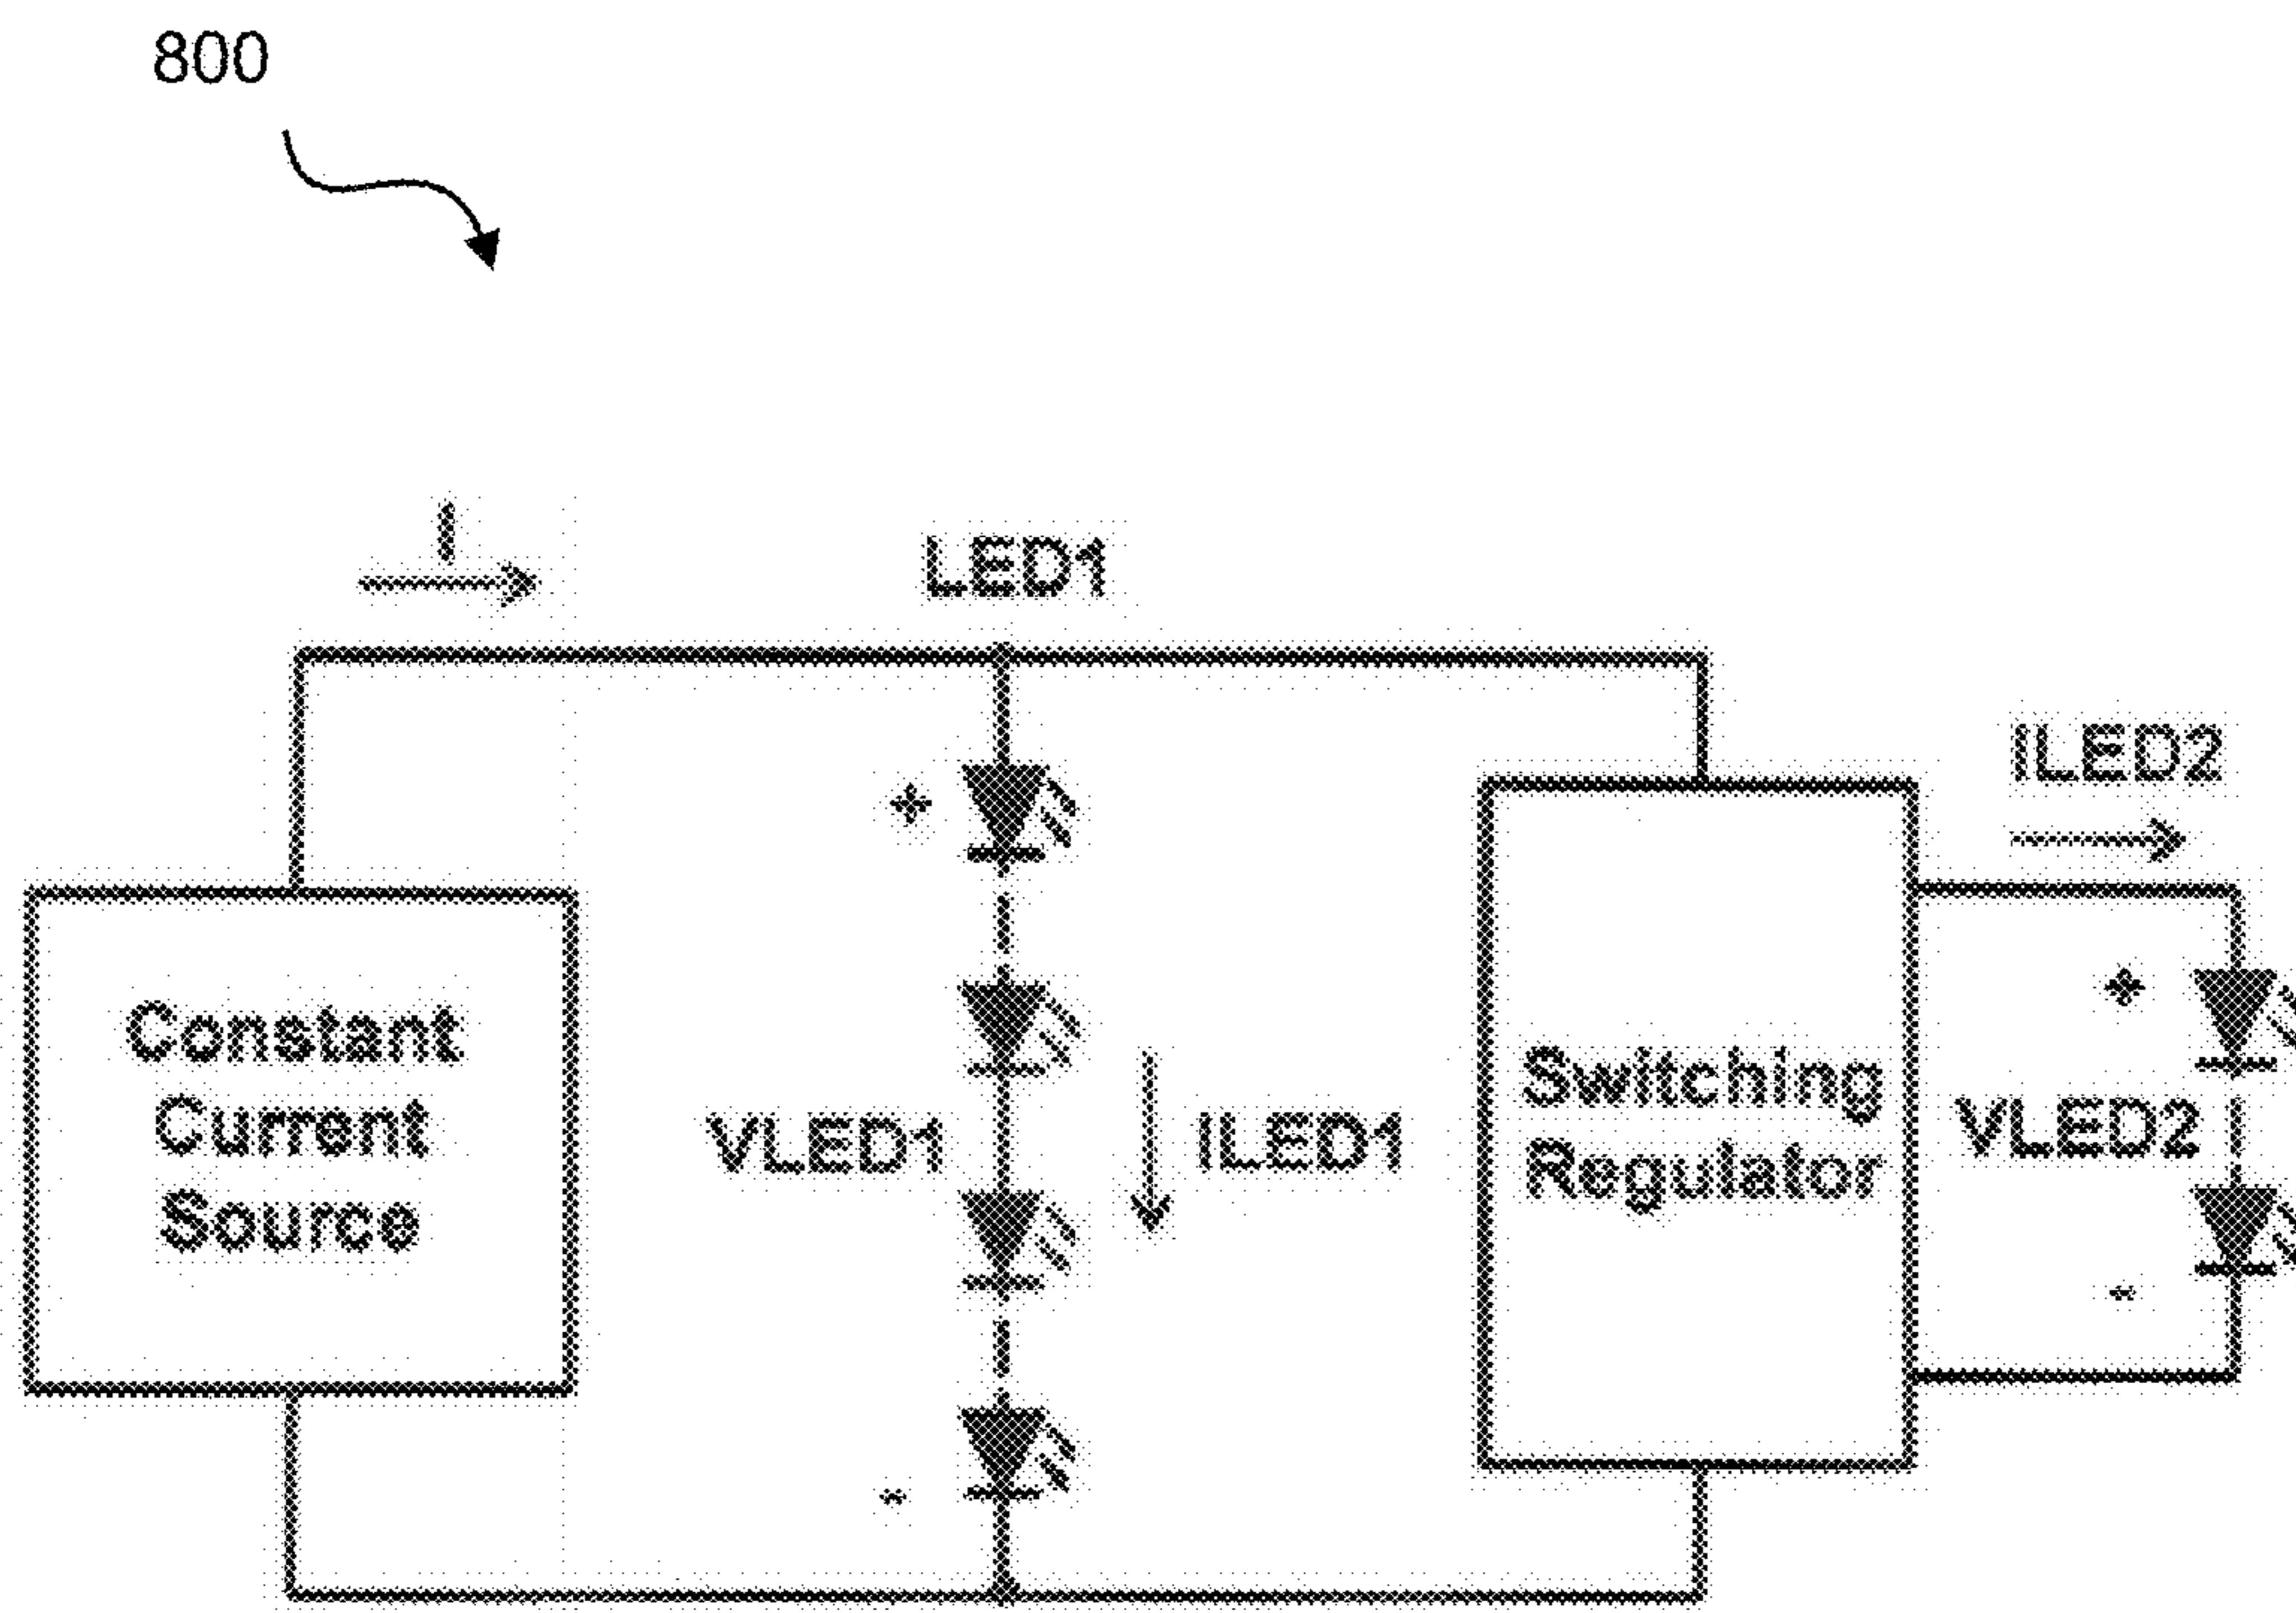 800
I
LED1
ILED2
+
+
Constant
Current
Source
VLED1
ILED1
Switching
Regulator
VLED2
-
-